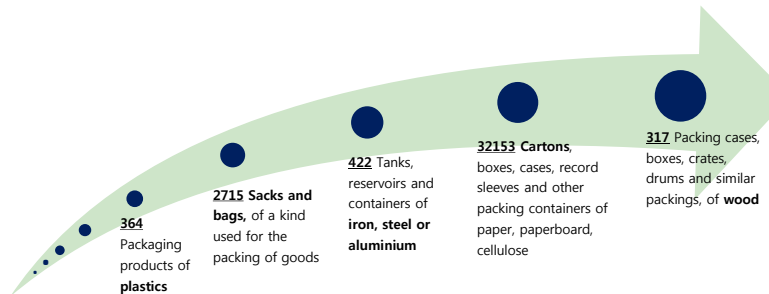 364
Packaging
products of
plastics
2715 Sacks and
bags, of a kind
used for the
packing of goods
422 Tanks,
reservoirs and
containers of
iron, steel or
aluminium
32153 Cartons,
boxes, cases, record
sleeves and other
packing containers of
paper, paperboard,
cellulose
317 Packing cases,
boxes, crates,
drums and similar
packings, of wood